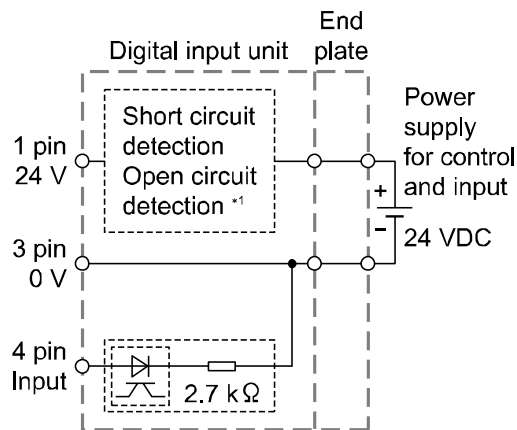 Digital input unit
End
plate
Short circuit
detection
Open circuit
detection *1
1 pin
24 V
Power
supply
for control
and input
+
−
24 VDC
3 pin
0 V
4 pin
Input
2.7 kΩ